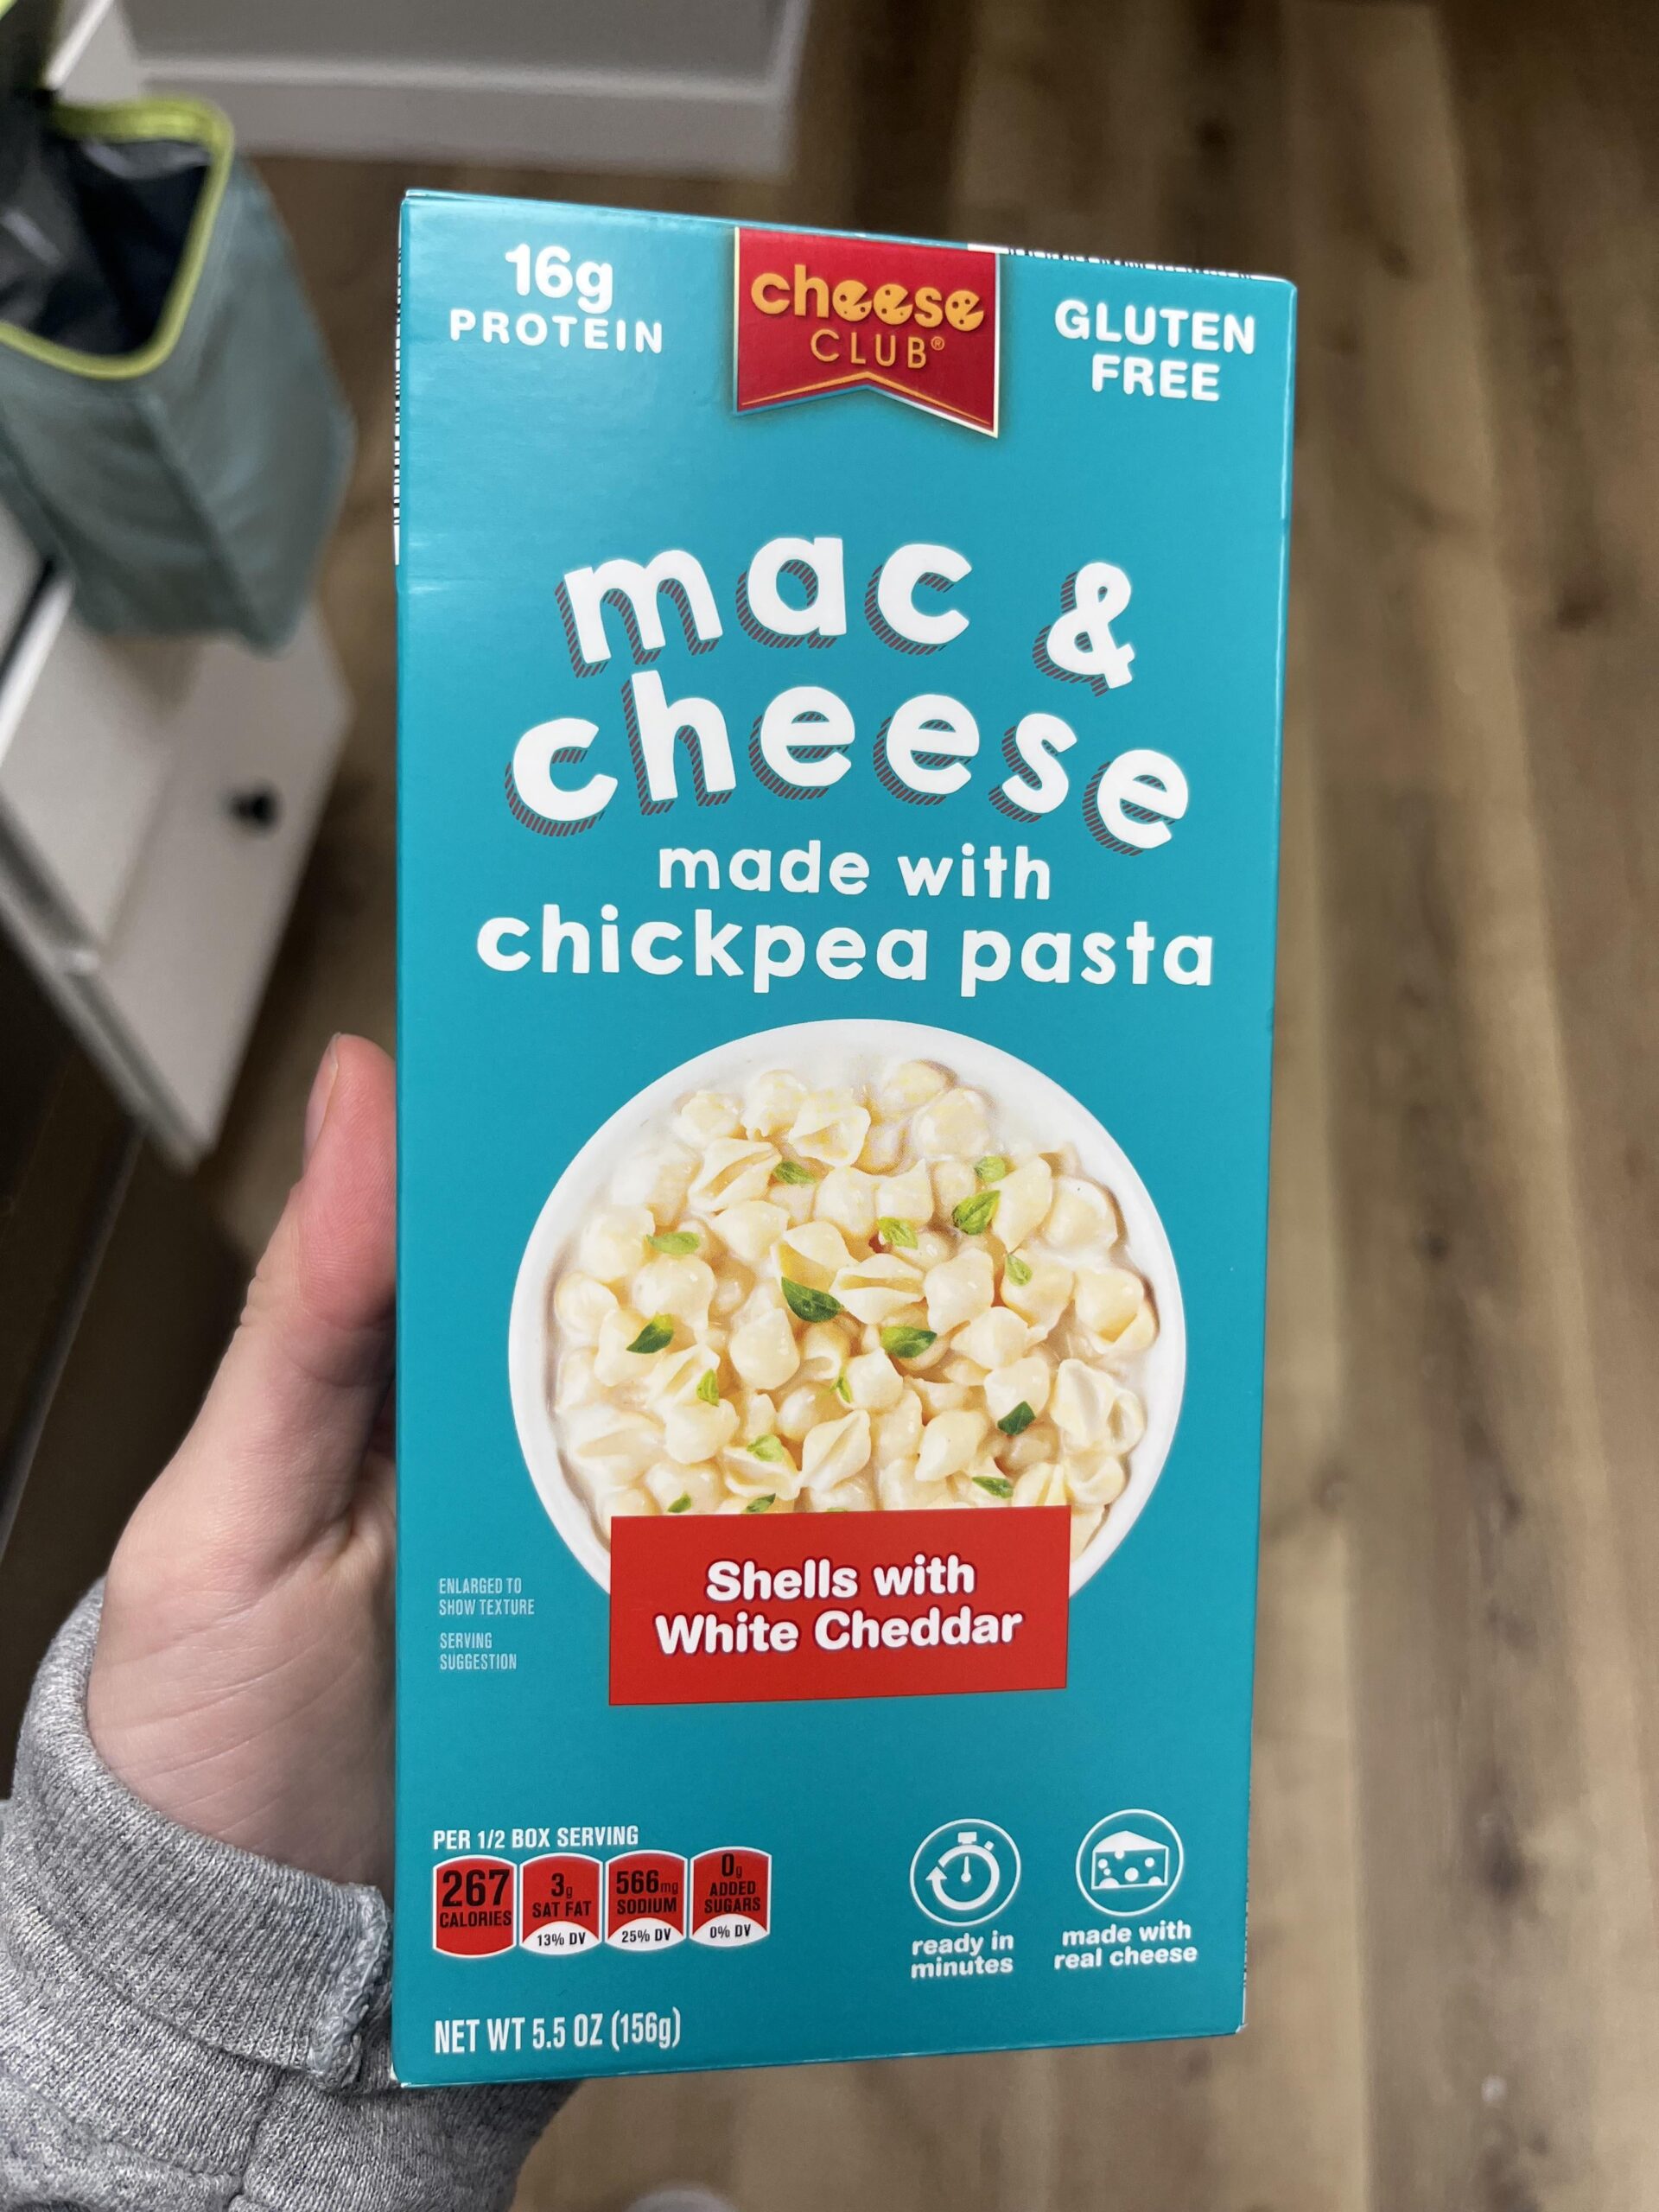 16g
PROTEIN
cheese
CLUB®
GLUTEN
FREE
mac &
cheese
made with
chickpea pasta
ENLARGED TO
SHOW TEXTURE
SERVING
SUGGESTION
Shells with
White Cheddar
PER 1/2 BOX SERVING
267
CALORIES
3g
SAT FAT
13% DV
566mg
SODIUM
25% DV
0g
ADDED
SUGARS
0% DV
ready in
minutes
made with
real cheese
NET WT 5.5 OZ (156g)